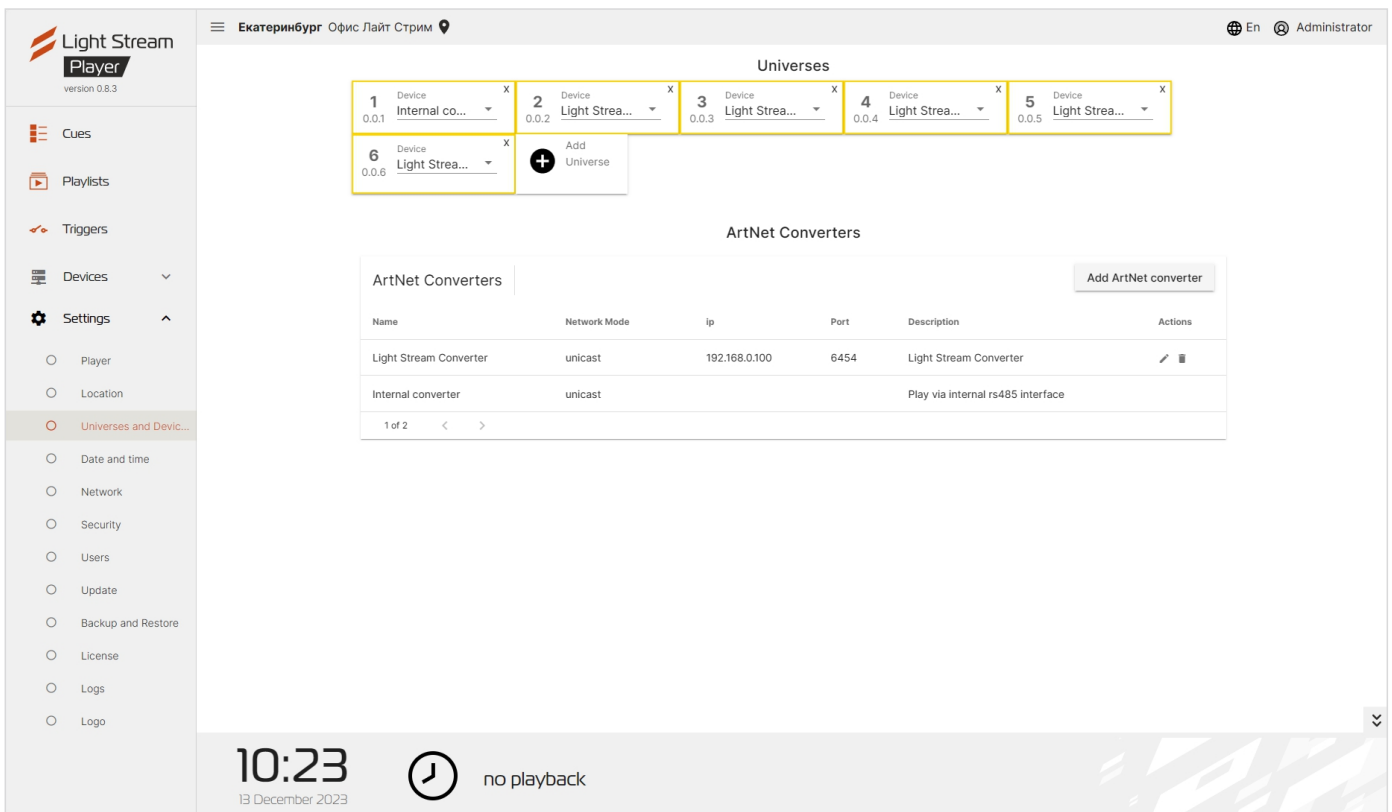 Light Stream
Player
version 0.8.3
Екатеринбург Офис Лайт Стрим
En
Administrator
Cues
Playlists
Triggers
Devices
Settings
Player
Location
Universes and Devic...
Date and time
Network
Security
Users
Update
Backup and Restore
License
Logs
Logo
Universes
1 0.0.1 Device Internal co... X
2 0.0.2 Device Light Strea... X
3 0.0.3 Device Light Strea... X
4 0.0.4 Device Light Strea... X
5 0.0.5 Device Light Strea... X
6 0.0.6 Device Light Strea... X
Add
Universe
ArtNet Converters
ArtNet Converters
Add ArtNet converter
Name Network Mode ip Port Description Actions
Light Stream Converter unicast 192.168.0.100 6454 Light Stream Converter
Internal converter unicast Play via internal rs485 interface
1 of 2
10:23
13 December 2023
no playback